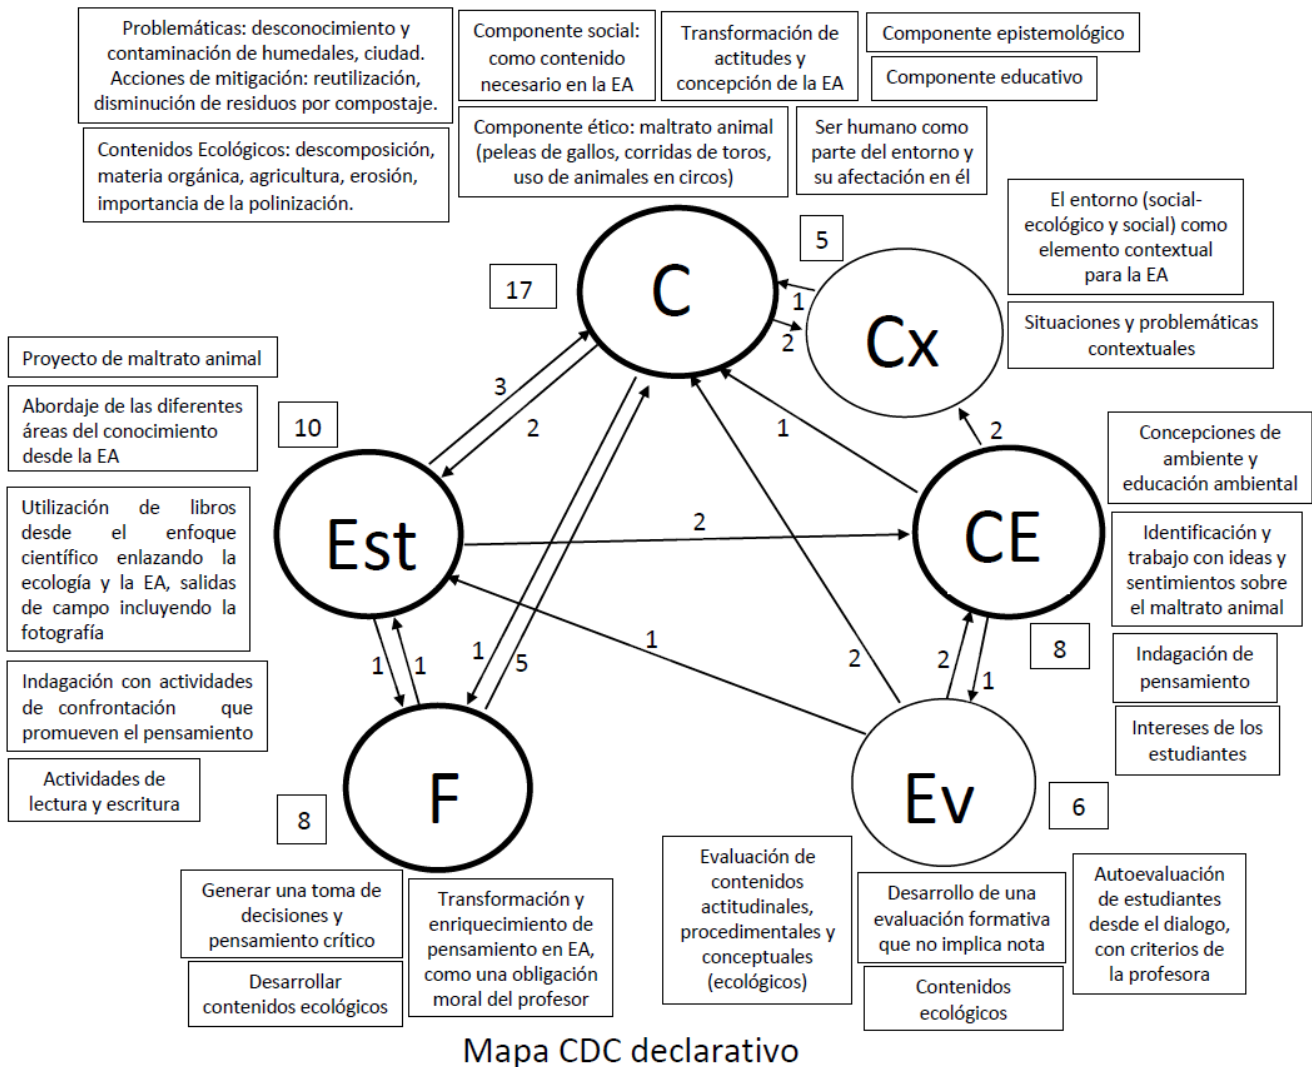 Problemáticas: desconocimiento y
contaminación de humedales, ciudad.
Acciones de mitigación: reutilización,
disminución de residuos por compostaje.
Componente social:
como contenido
necesario en la EA
Transformación de
actitudes y
concepción de la EA
Componente epistemológico
Componente educativo
Contenidos Ecológicos: descomposición,
materia orgánica, agricultura, erosión,
importancia de la polinización.
Componente ético: maltrato animal
(peleas de gallos, corridas de toros,
uso de animales en circos)
Ser humano como
parte del entorno y
su afectación en él
El entorno (social-
ecológico y social) como
elemento contextual
para la EA
Situaciones y problemáticas
contextuales
5
17
C
Cx
1
2
Proyecto de maltrato animal
Abordaje de las diferentes
áreas del conocimiento
desde la EA
10
3
2
1
2
Concepciones de
ambiente y
educación ambiental
Utilización de libros
desde el enfoque
científico enlazando la
ecología y la EA, salidas
de campo incluyendo la
fotografía
Est
2
CE
Identificación y
trabajo con ideas y
sentimientos sobre
el maltrato animal
Indagación con actividades
de confrontación que
promueven el pensamiento
1
1
1
5
1
2
2
1
8
Indagación de
pensamiento
Intereses de los
estudiantes
Actividades de
lectura y escritura
8
F
Ev
6
Generar una toma de
decisiones y
pensamiento crítico
Desarrollar
contenidos ecológicos
Transformación y
enriquecimiento de
pensamiento en EA,
como una obligación
moral del profesor
Evaluación de
contenidos
actitudinales,
procedimentales y
conceptuales
(ecológicos)
Desarrollo de una
evaluación formativa
que no implica nota
Contenidos
ecológicos
Autoevaluación
de estudiantes
desde el dialogo,
con criterios de
la profesora
Mapa CDC declarativo